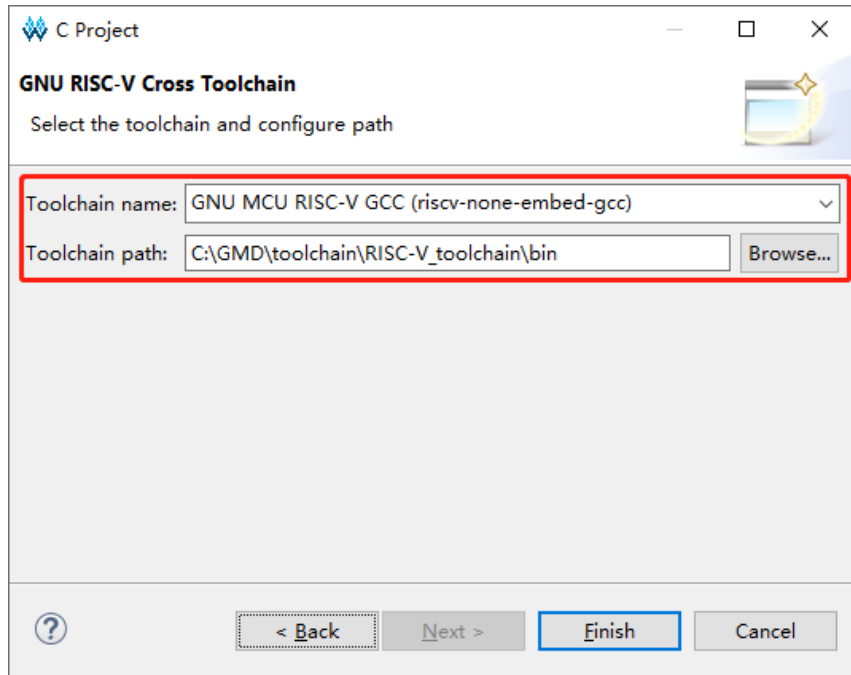 C Project
GNU RISC-V Cross Toolchain
Select the toolchain and configure path
Toolchain name: GNU MCU RISC-V GCC (riscv-none-embed-gcc)
Toolchain path: C:\GMD\toolchain\RISC-V_toolchain\bin Browse...
? < Back Next > Finish Cancel